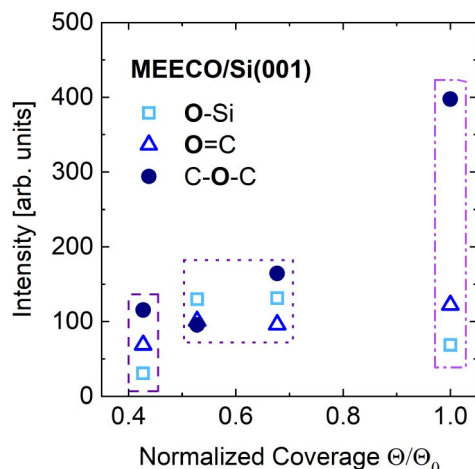 500
400
300
200
100
0
Intensity [arb. units]
MEECO/Si(001)
O-Si
O=C
C-O-C
0.4 0.6 0.8 1.0
Normalized Coverage Θ/Θ₀